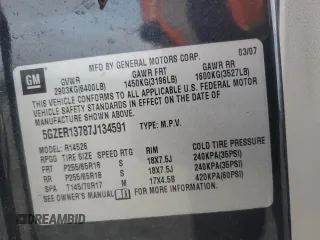 GM
MFD BY GENERAL MOTORS CORP. 03/07
GVWR GAWR FRT GAWR RR
2903KG(6400LB) 1450KG(3196LB) 1600KG(3527LB)
THIS VEHICLE CONFORMS TO ALL APPLICABLE U.S. FEDERAL MOTOR
VEHICLE SAFETY STANDARDS IN EFFECT ON THE DATE OF
MANUFACTURE SHOWN ABOVE.
5GZER13787J134591 TYPE: M.P.V.
MODEL: R14526
RPGG TIRE SIZE SPEED RTG RIM COLD TIRE PRESSURE
FRT P255/65R18 S 18X7.5J 240KPA(35PSI)
RR P255/65R18 S 18X7.5J 240KPA(35PSI)
SPA T145/70R17 M 17X4.5B 420KPA(60PSI)
SEE OWNER'S MANUAL FOR MORE INFORMATION